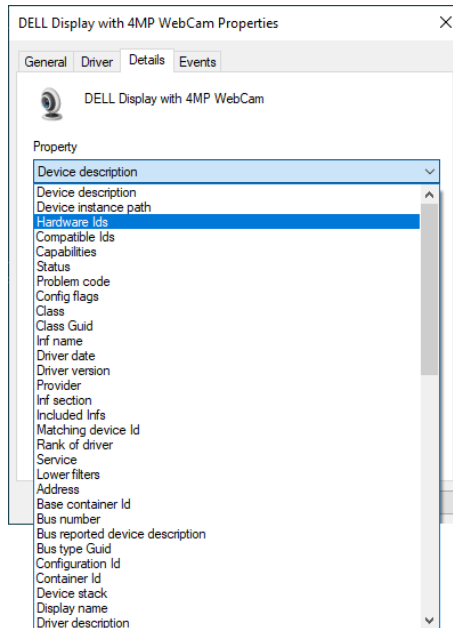 DELL Display with 4MP WebCam Properties
General Driver Details Events
DELL Display with 4MP WebCam
Property
Device description
Device description
Device instance path
Hardware Ids
Compatible Ids
Capabilities
Status
Problem code
Config flags
Class
Class Guid
Inf name
Driver date
Driver version
Provider
Inf section
Included Infs
Matching device Id
Rank of driver
Service
Lower filters
Address
Base container Id
Bus number
Bus reported device description
Bus type Guid
Configuration Id
Container Id
Device stack
Display name
Driver description